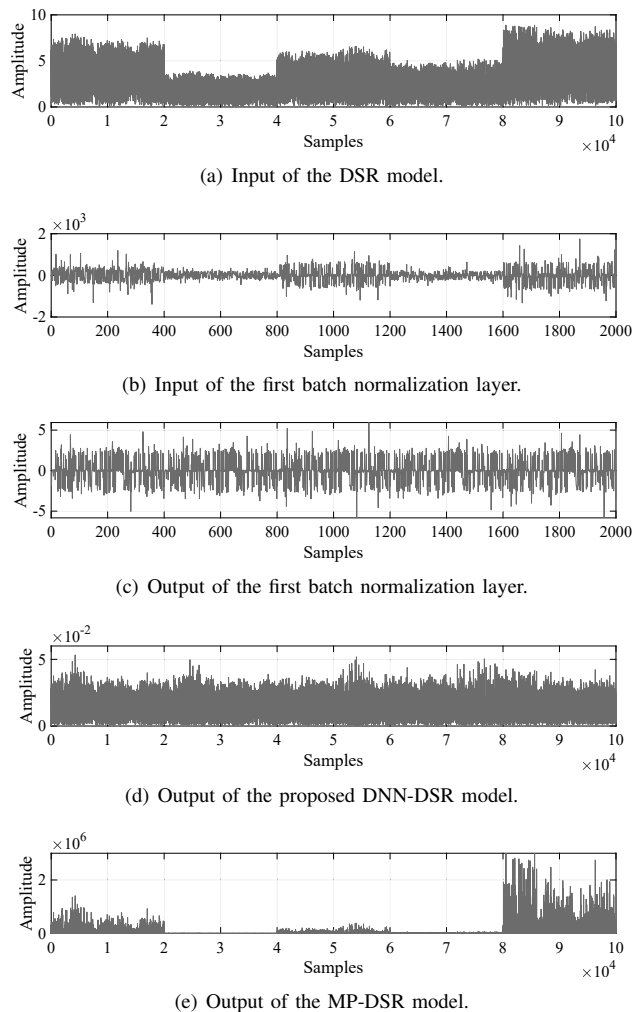 10
5
0
Amplitude
0 1 2 3 4 5 6 7 8 9 10
Samples
×10^4
(a) Input of the DSR model.
×10^3
2
0
-2
Amplitude
0 200 400 600 800 1000 1200 1400 1600 1800 2000
Samples
(b) Input of the first batch normalization layer.
5
0
-5
Amplitude
0 200 400 600 800 1000 1200 1400 1600 1800 2000
Samples
(c) Output of the first batch normalization layer.
×10^-2
5
0
Amplitude
0 1 2 3 4 5 6 7 8 9 10
Samples
×10^4
(d) Output of the proposed DNN-DSR model.
×10^6
2
0
Amplitude
0 1 2 3 4 5 6 7 8 9 10
Samples
×10^4
(e) Output of the MP-DSR model.